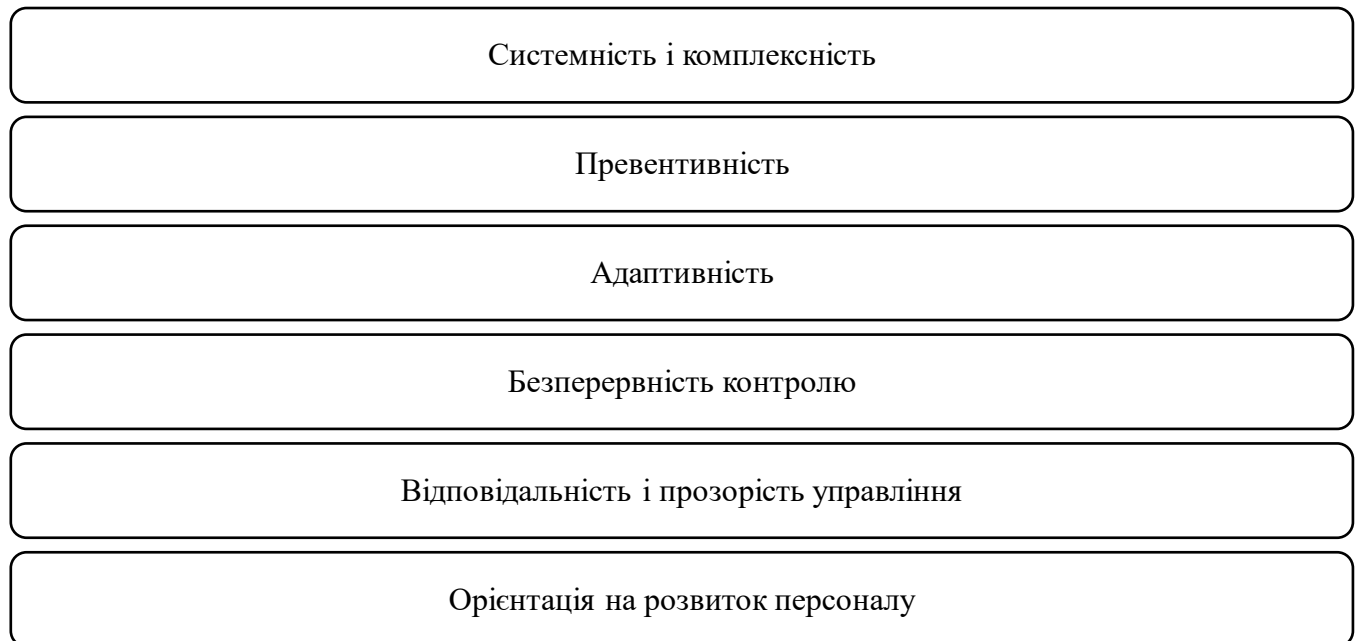 Системність і комплексність
Превентивність
Адаптивність
Безперервність контролю
Відповідальність і прозорість управління
Орієнтація на розвиток персоналу